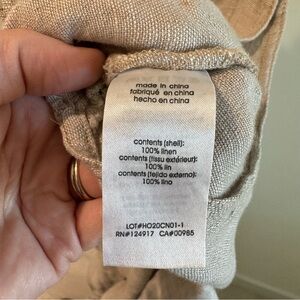 made in china
fabriqué en china
hecho en china
contents (shell):
100% linen
contents (tissu extérieur):
100% lin
contents (tejido externo):
100% lino
LOT#HO20CN01-1
RN#124917 CA#00985